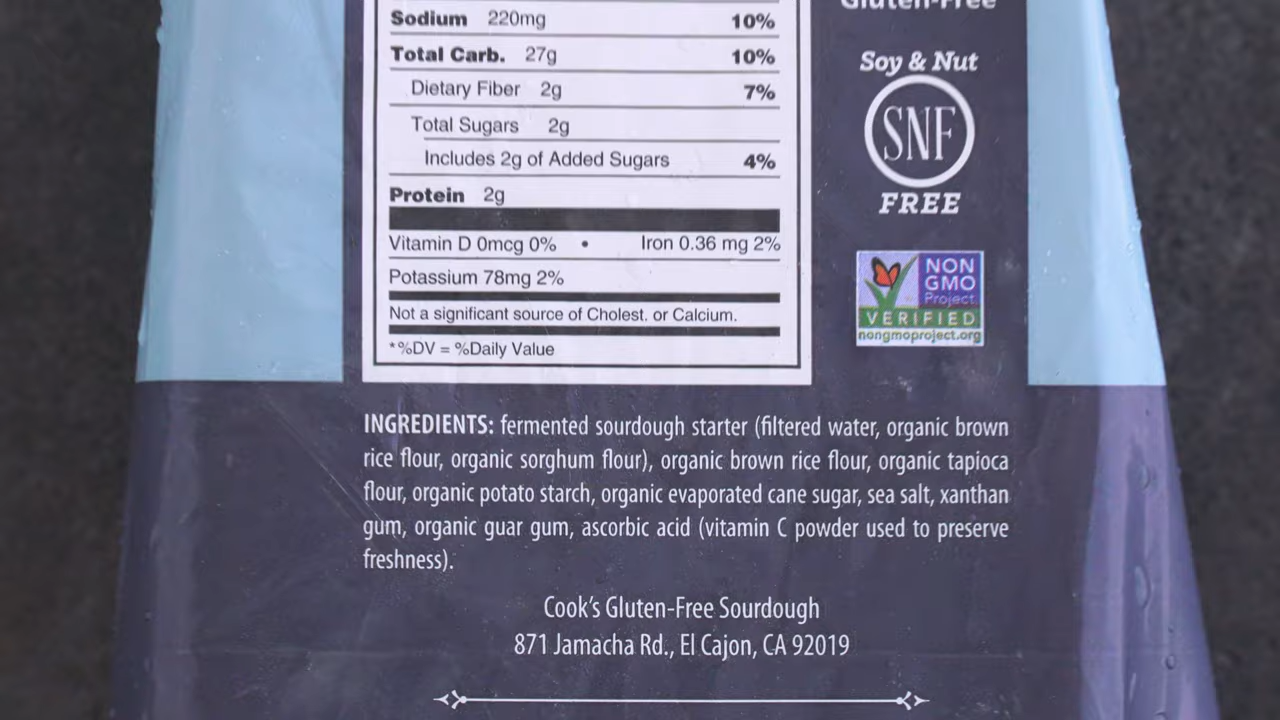 Gluten-Free
Sodium 220mg 10%
Total Carb. 27g 10%
Dietary Fiber 2g 7%
Total Sugars 2g
Includes 2g of Added Sugars 4%
Protein 2g
Vitamin D 0mcg 0% • Iron 0.36 mg 2%
Potassium 78mg 2%
Not a significant source of Cholest. or Calcium.
*%DV = %Daily Value
Soy & Nut
SNF
FREE
NON
GMO
Project
VERIFIED
nongmoproject.org
INGREDIENTS: fermented sourdough starter (filtered water, organic brown
rice flour, organic sorghum flour), organic brown rice flour, organic tapioca
flour, organic potato starch, organic evaporated cane sugar, sea salt, xanthan
gum, organic guar gum, ascorbic acid (vitamin C powder used to preserve
freshness).
Cook's Gluten-Free Sourdough
871 Jamacha Rd., El Cajon, CA 92019